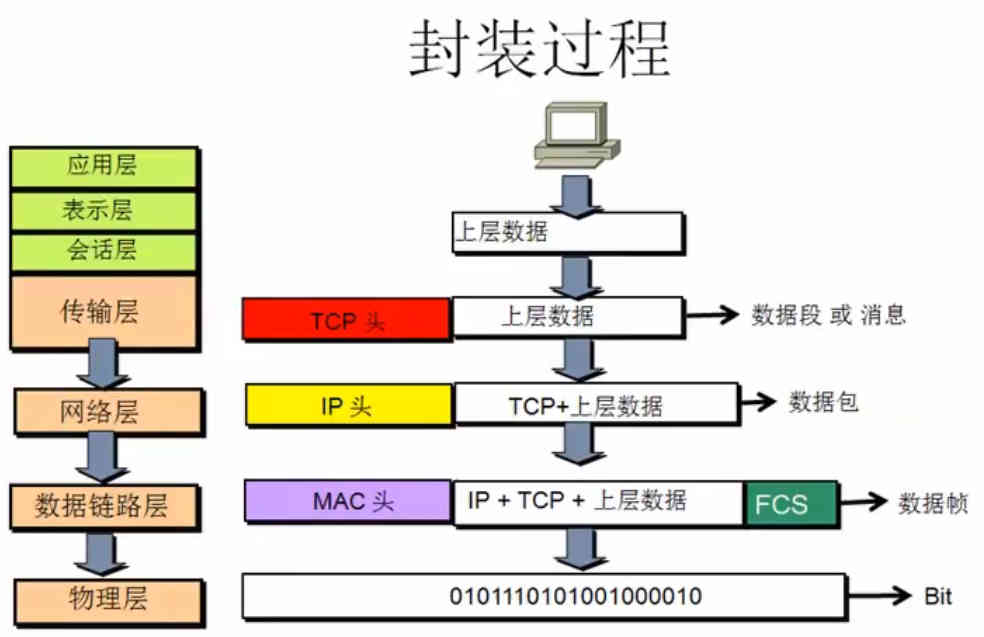 封装过程
应用层
表示层
上层数据
会话层
传输层
TCP 头
上层数据
数据段 或 消息
网络层
IP 头
TCP+上层数据
数据包
数据链路层
MAC 头
IP + TCP + 上层数据
FCS
数据帧
物理层
0101110101001000010
Bit